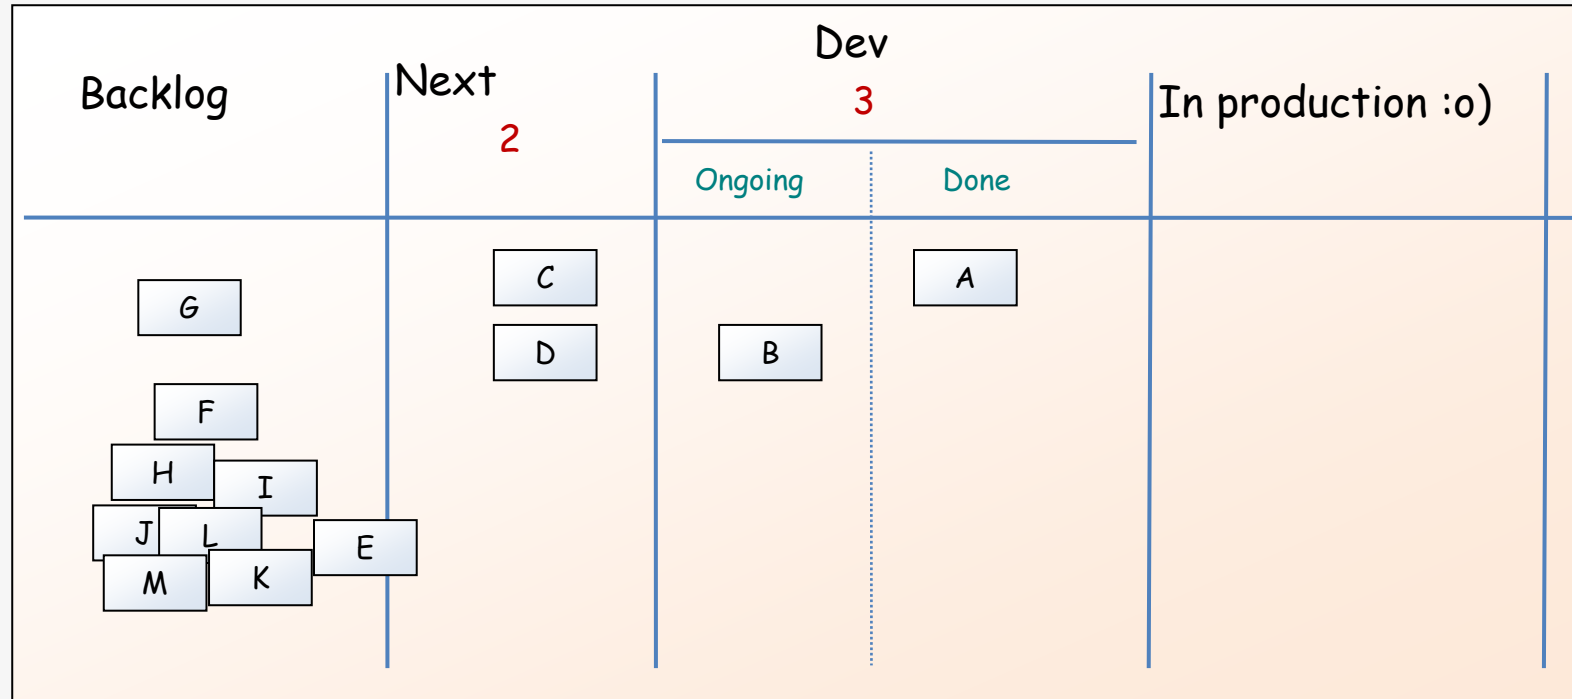 Dev
Next
Backlog
3
In production :o)
2
Ongoing
Done
C
A
G
D
B
F
H
I
J
L
E
M
K